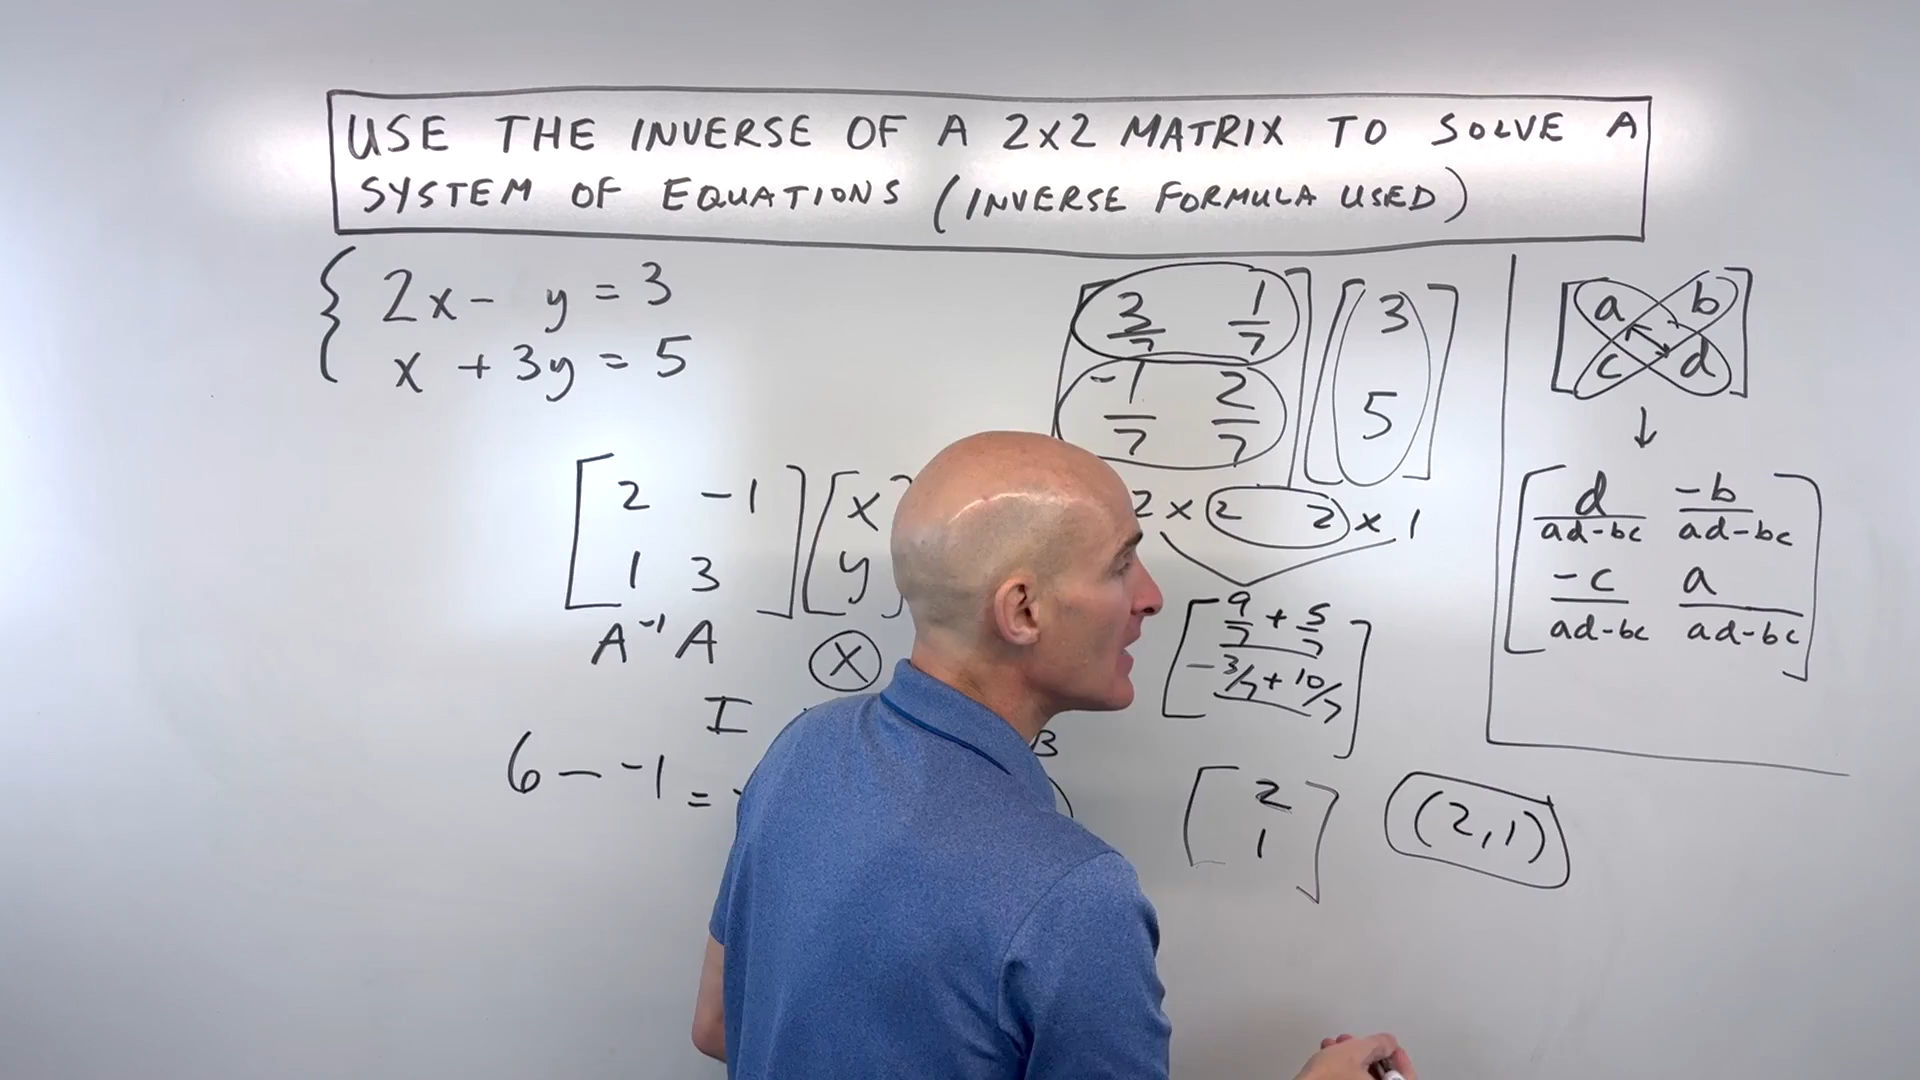 USE THE INVERSE OF A 2X2 MATRIX TO SOLVE A
SYSTEM OF EQUATIONS (INVERSE FORMULA USED)
{ 2x - y = 3
x + 3y = 5
[ 2 -1
1 3 ] [ x
y ]
A⁻¹ A
X
I
6 - -1 =
B
[ 3/7 1/7
-1/7 2/7 ] [ 3
5 ]
2 x 2 2 x 1
[ 9/7 + 5/7
-3/7 + 10/7 ]
[ 2
1 ]
(2,1)
[ a b
c d ]
↓
[ d/ad-bc -b/ad-bc
-c/ad-bc a/ad-bc ]